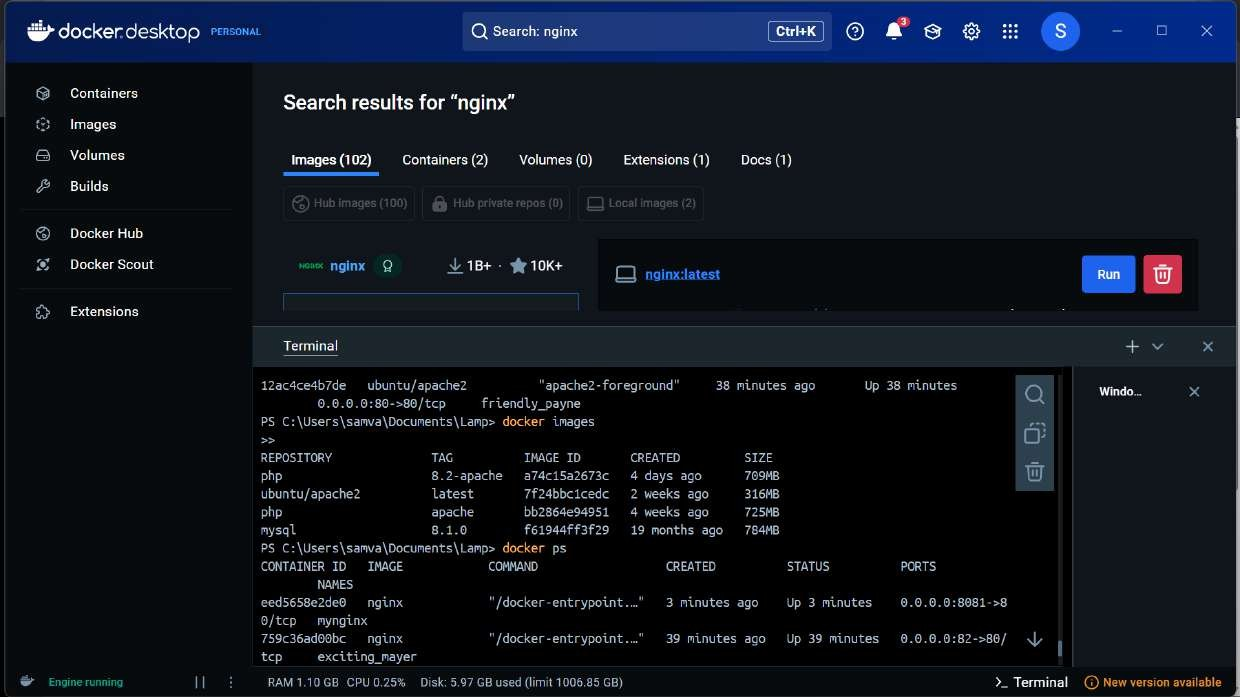 docker desktop PERSONAL
Search: nginx Ctrl+K
3
S
Containers
Images
Volumes
Builds
Docker Hub
Docker Scout
Extensions
Search results for “nginx”
Images (102) Containers (2) Volumes (0) Extensions (1) Docs (1)
Hub images (100) Hub private repos (0) Local images (2)
NGINX nginx 1B+ · 10K+
nginx:latest Run
Terminal
Windo...
12ac4ce4b7de ubuntu/apache2 "apache2-foreground" 38 minutes ago Up 38 minutes
0.0.0.0:80->80/tcp friendly_payne
PS C:\Users\samva\Documents\Lamp> docker images
>>
REPOSITORY TAG IMAGE ID CREATED SIZE
php 8.2-apache a74c15a2673c 4 days ago 709MB
ubuntu/apache2 latest 7f24bbc1cedc 2 weeks ago 316MB
php apache bb2864e94951 4 weeks ago 725MB
mysql 8.1.0 f61944ff3f29 19 months ago 784MB
PS C:\Users\samva\Documents\Lamp> docker ps
CONTAINER ID IMAGE COMMAND CREATED STATUS PORTS
NAMES
eed5658e2de0 nginx "/docker-entrypoint.…" 3 minutes ago Up 3 minutes 0.0.0.0:8081->8
0/tcp mynginx
759c36ad00bc nginx "/docker-entrypoint.…" 39 minutes ago Up 39 minutes 0.0.0.0:82->80/
tcp exciting_mayer
Engine running RAM 1.10 GB CPU 0.25% Disk: 5.97 GB used (limit 1006.85 GB) >_ Terminal New version available